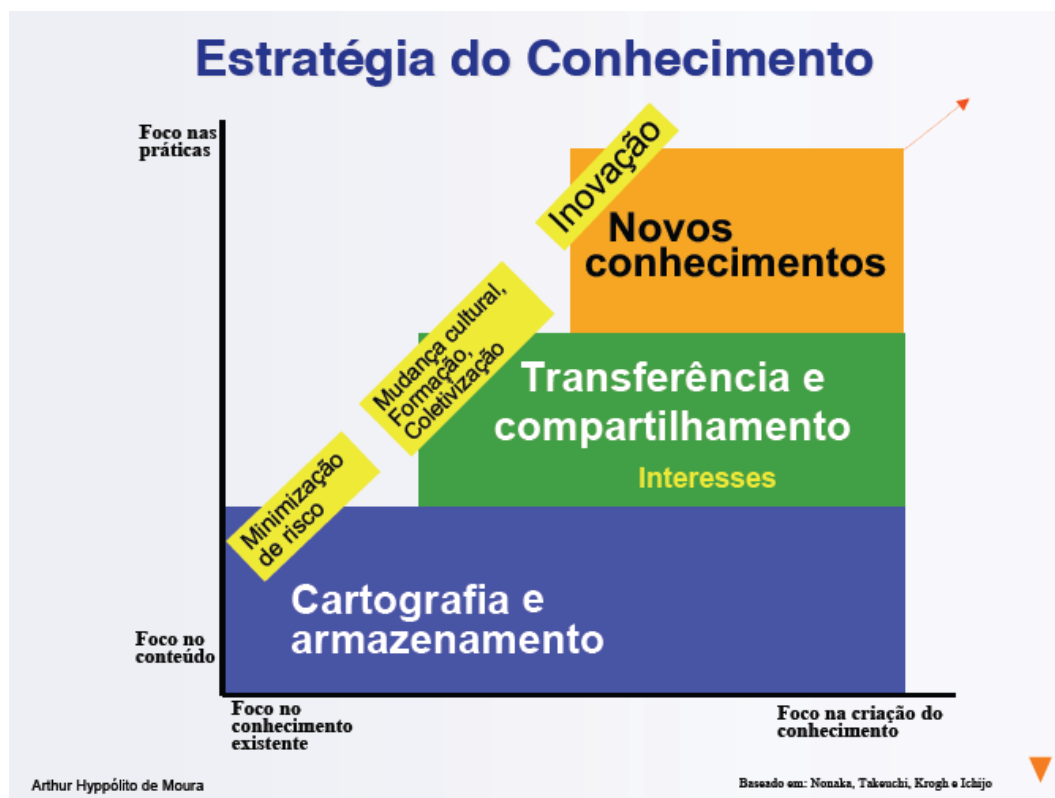 Estratégia do Conhecimento
Foco nas
práticas
Inovação
Novos
conhecimentos
Mudança cultural,
Formação,
Coletivização
Transferência e
compartilhamento
Interesses
Minimização
de risco
Cartografia e
armazenamento
Foco no
conteúdo
Foco no
conhecimento
existente
Foco na criação do
conhecimento
Arthur Hyppólito de Moura
Baseado em: Nonaka, Takeuchi, Krogh e Ichijo